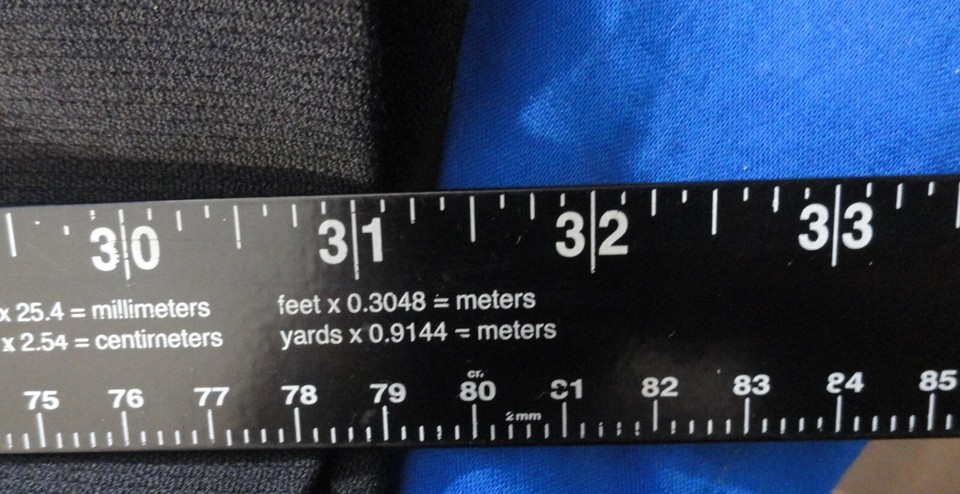 30 31 32 33
x 25.4 = millimeters
x 2.54 = centimeters
feet x 0.3048 = meters
yards x 0.9144 = meters
cm
75 76 77 78 79 80 81 82 83 84 85
2mm